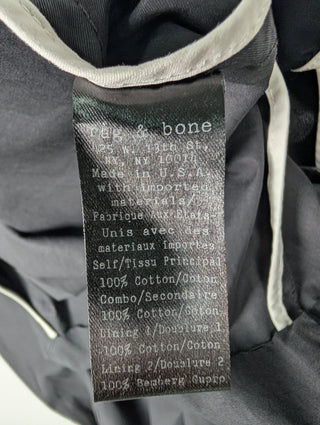 rag & bone
425 W. 13th St,
NY, NY 10014
Made in U.S.A.
with imported
materials/
Fabrique Aux Etats-
Unis avec des
materiaux importes
Self/Tissu Principal
100% Cotton/Coton
Combo/Secondaire
100% Cotton/Coton
Lining 1/Doualure 1
100% Cotton/Coton
Lining 2/Doualure 2
100% Bemberg Cupro